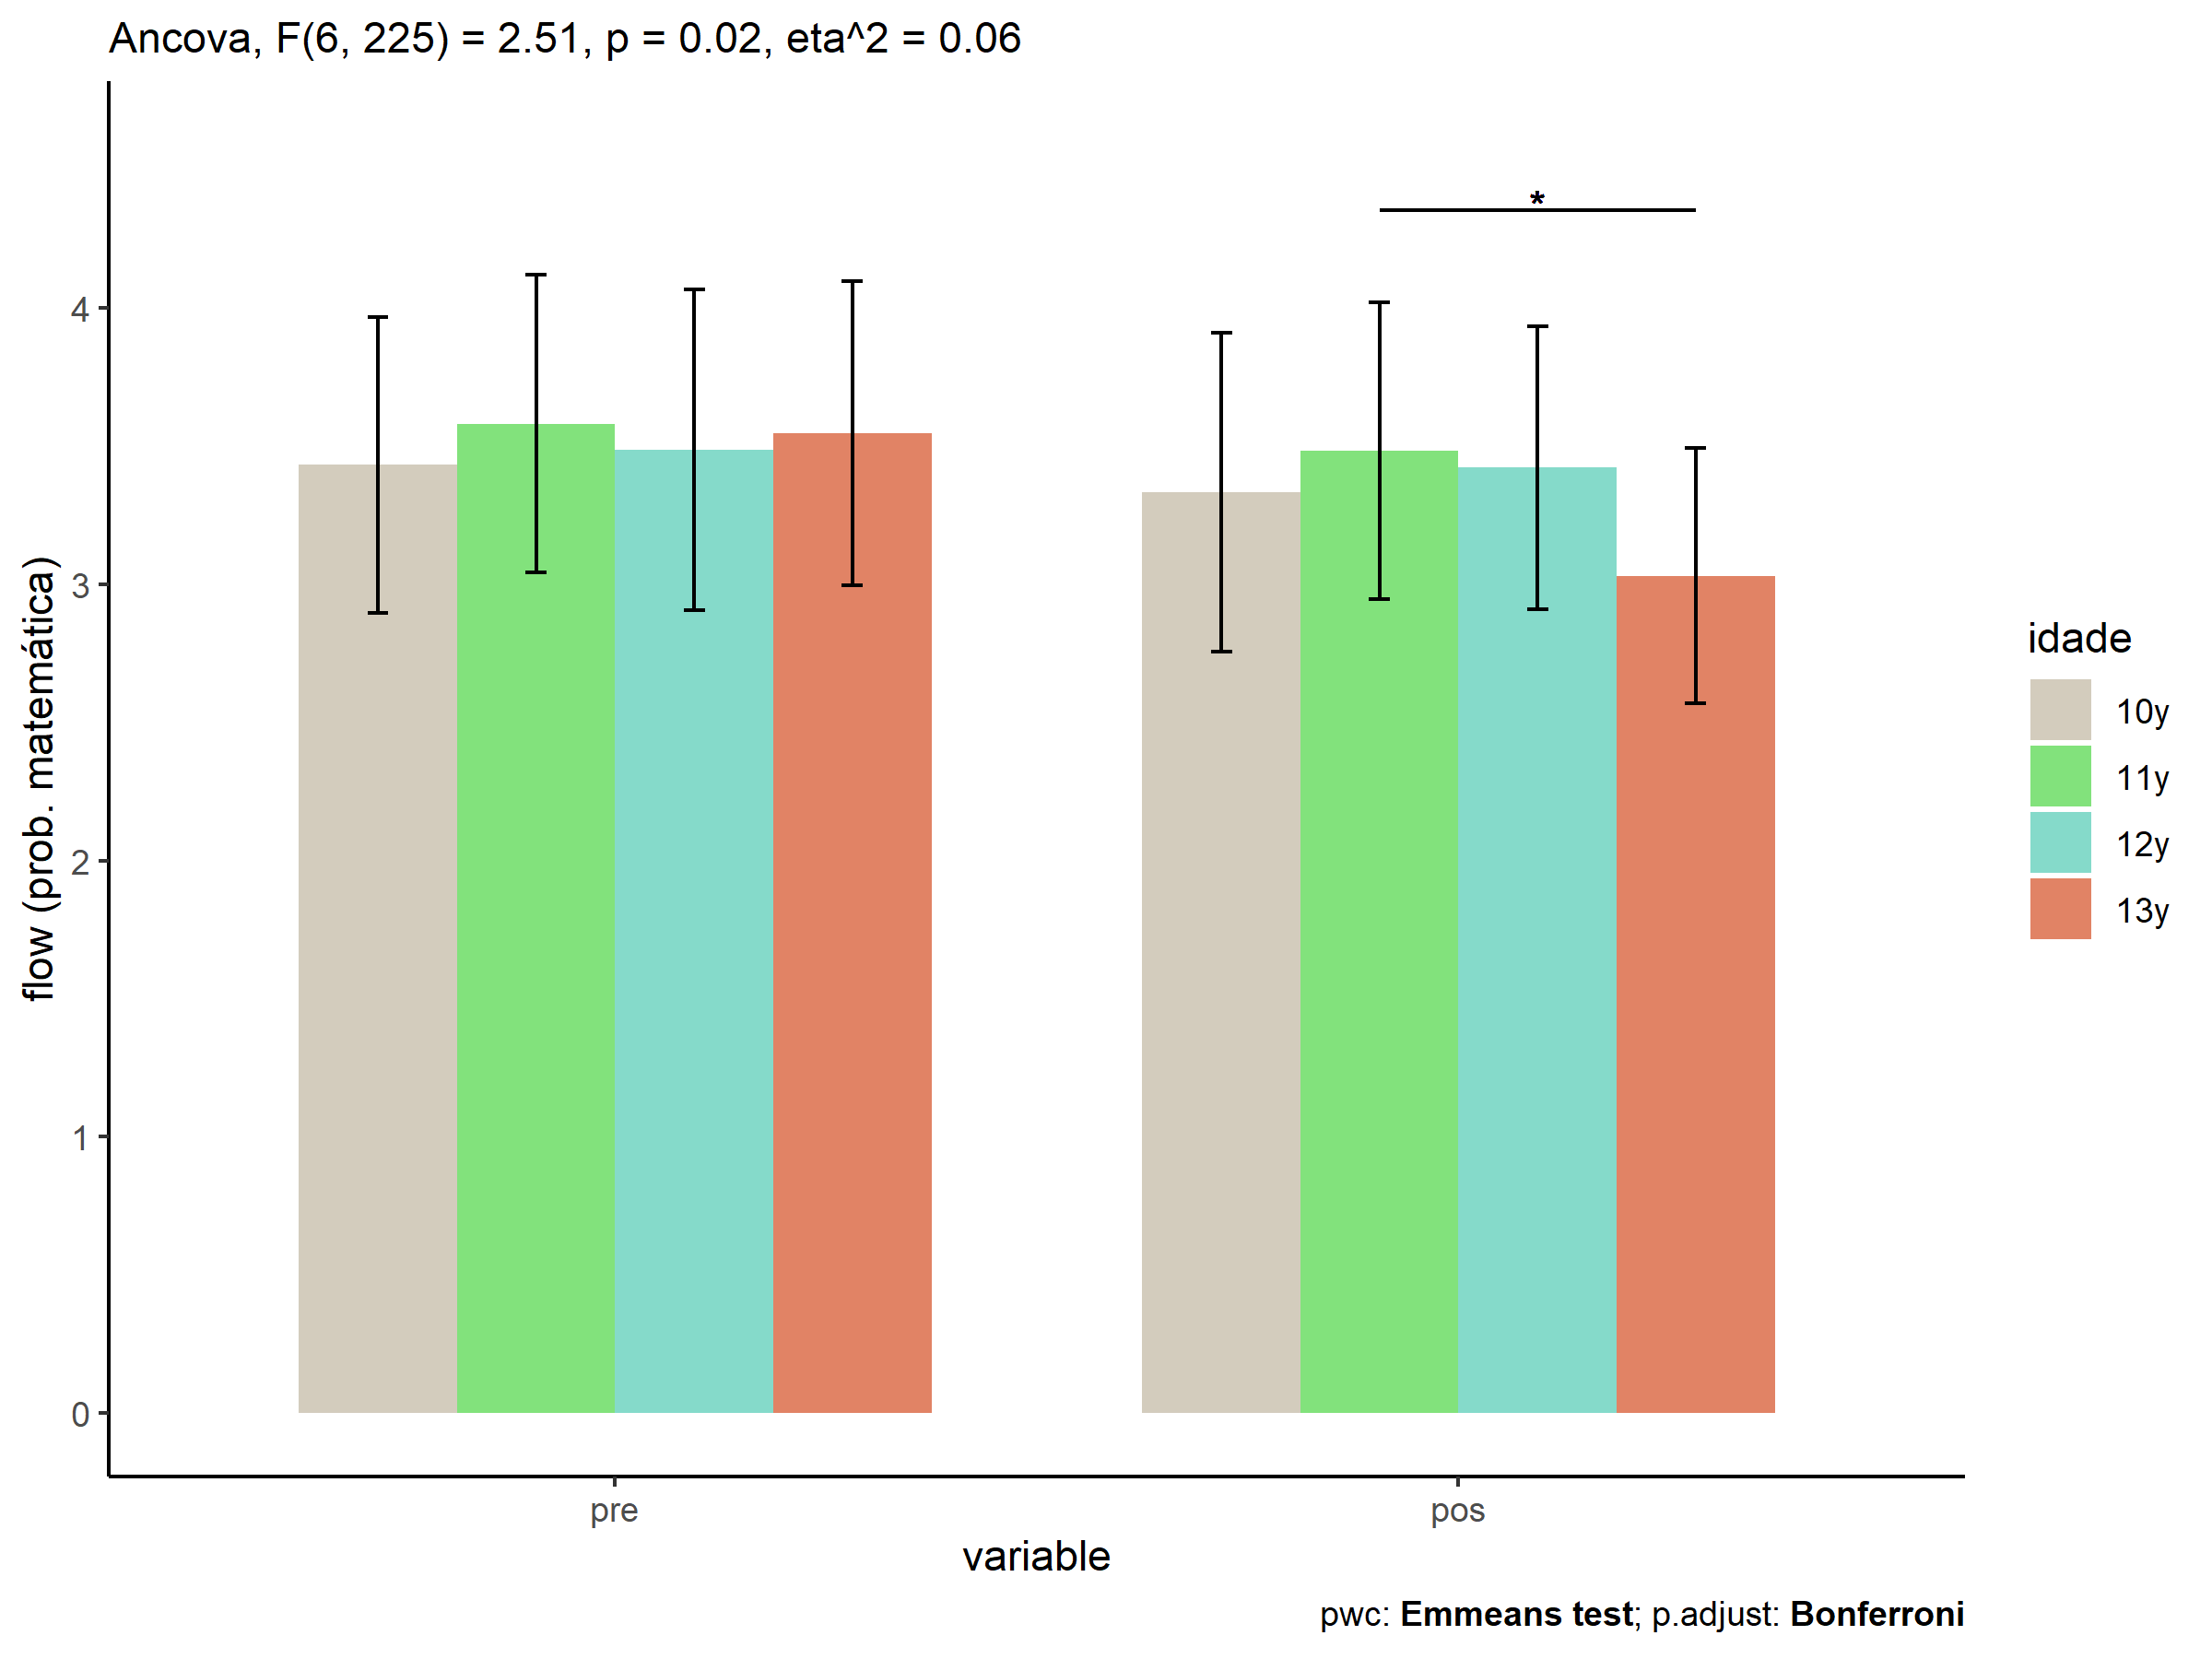 Ancova, F(6, 225) = 2.51, p = 0.02, eta^2 = 0.06
*
4
3
2
1
0
flow (prob. matemática)
pre
pos
variable
idade
10y
11y
12y
13y
pwc: Emmeans test; p.adjust: Bonferroni